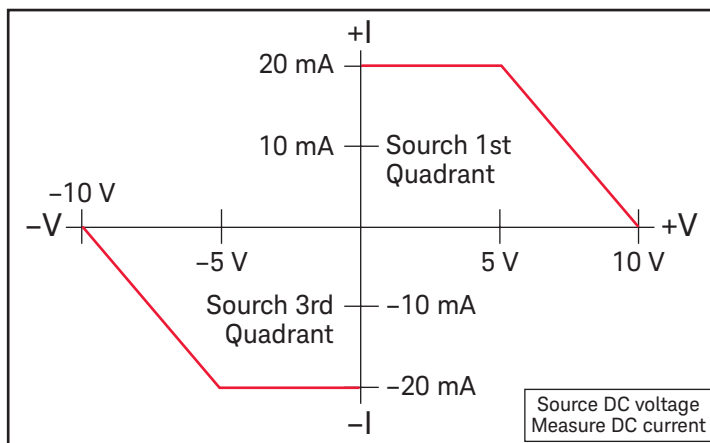 +I
20 mA
10 mA
Sourch 1st
Quadrant
−10 V
−V
+V
−5 V
5 V
10 V
Sourch 3rd
Quadrant
−10 mA
−20 mA
−I
Source DC voltage
Measure DC current